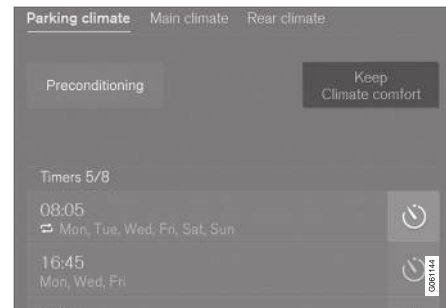 Parking climate Main climate Rear climate
Preconditioning
Keep
Climate comfort
Timers 5/8
08:05
Mon, Tue, Wed, Fri, Sat, Sun
16:45
Mon, Wed, Fri
G061144